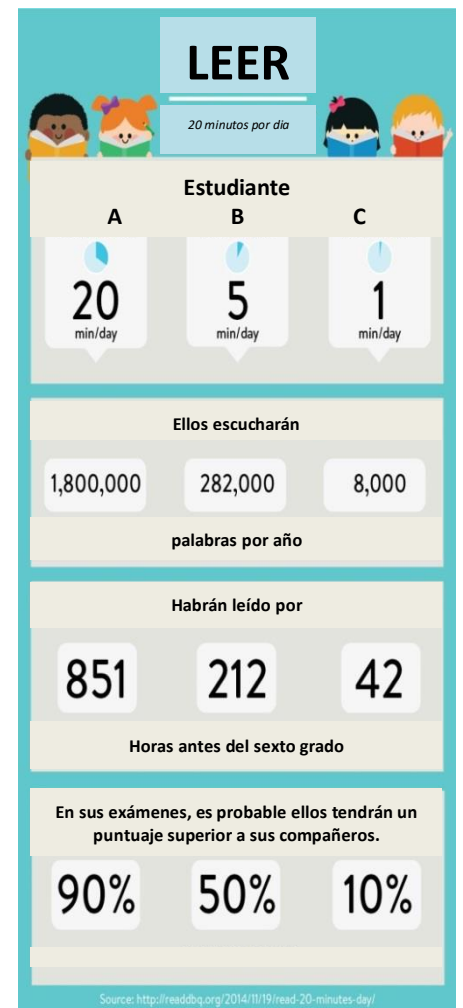 LEER
20 minutos por dia
Estudiante
A B C
20 5 1
min/day min/day min/day
Ellos escucharán
1,800,000 282,000 8,000
palabras por año
Habrán leído por
851 212 42
Horas antes del sexto grado
En sus exámenes, es probable ellos tendrán un
puntuaje superior a sus compañeros.
90% 50% 10%
Source: http://readdbq.org/2014/11/19/read-20-minutes-day/